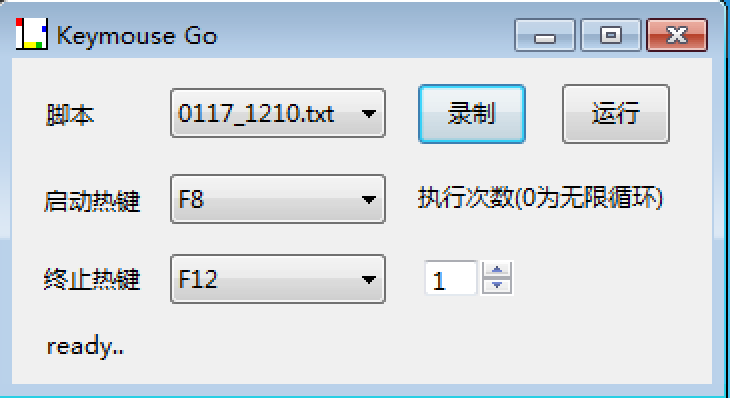 Keymouse Go
脚本 0117_1210.txt 录制 运行
启动热键 F8 执行次数(0为无限循环)
终止热键 F12 1
ready..